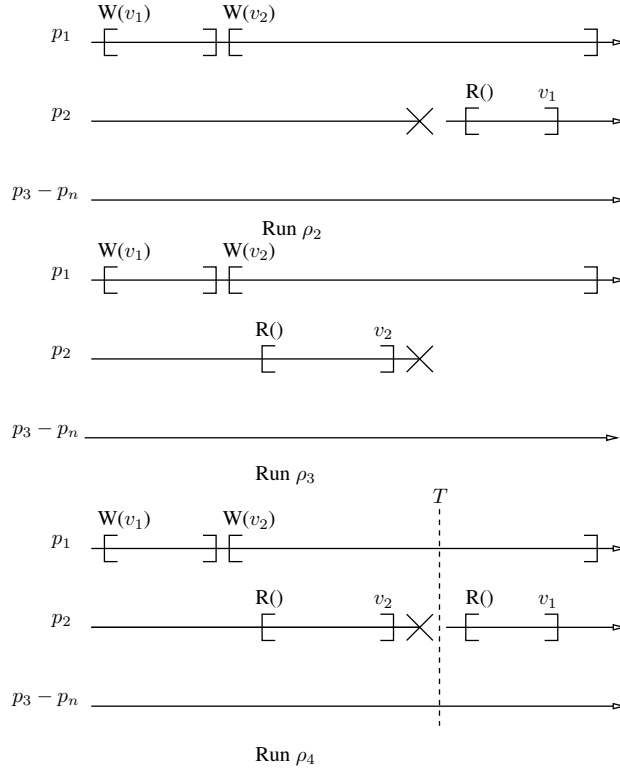 W(v₁) W(v₂)
p₁
R() v₁
p₂
p₃ − pₙ
Run ρ₂
W(v₁) W(v₂)
p₁
R() v₂
p₂
p₃ − pₙ
Run ρ₃
T
W(v₁) W(v₂)
p₁
R() v₂ R() v₁
p₂
p₃ − pₙ
Run ρ₄